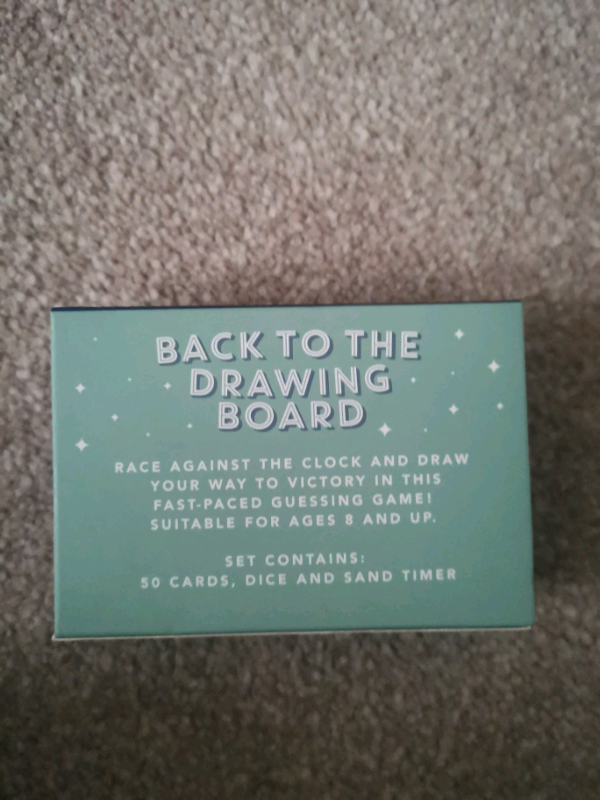 BACK TO THE
DRAWING
BOARD
RACE AGAINST THE CLOCK AND DRAW
YOUR WAY TO VICTORY IN THIS
FAST-PACED GUESSING GAME!
SUITABLE FOR AGES 8 AND UP.
SET CONTAINS:
50 CARDS, DICE AND SAND TIMER